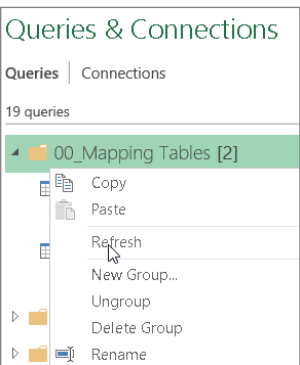 Queries & Connections
Queries | Connections
19 queries
00_Mapping Tables [2]
Copy
Paste
Refresh
New Group...
Ungroup
Delete Group
Rename